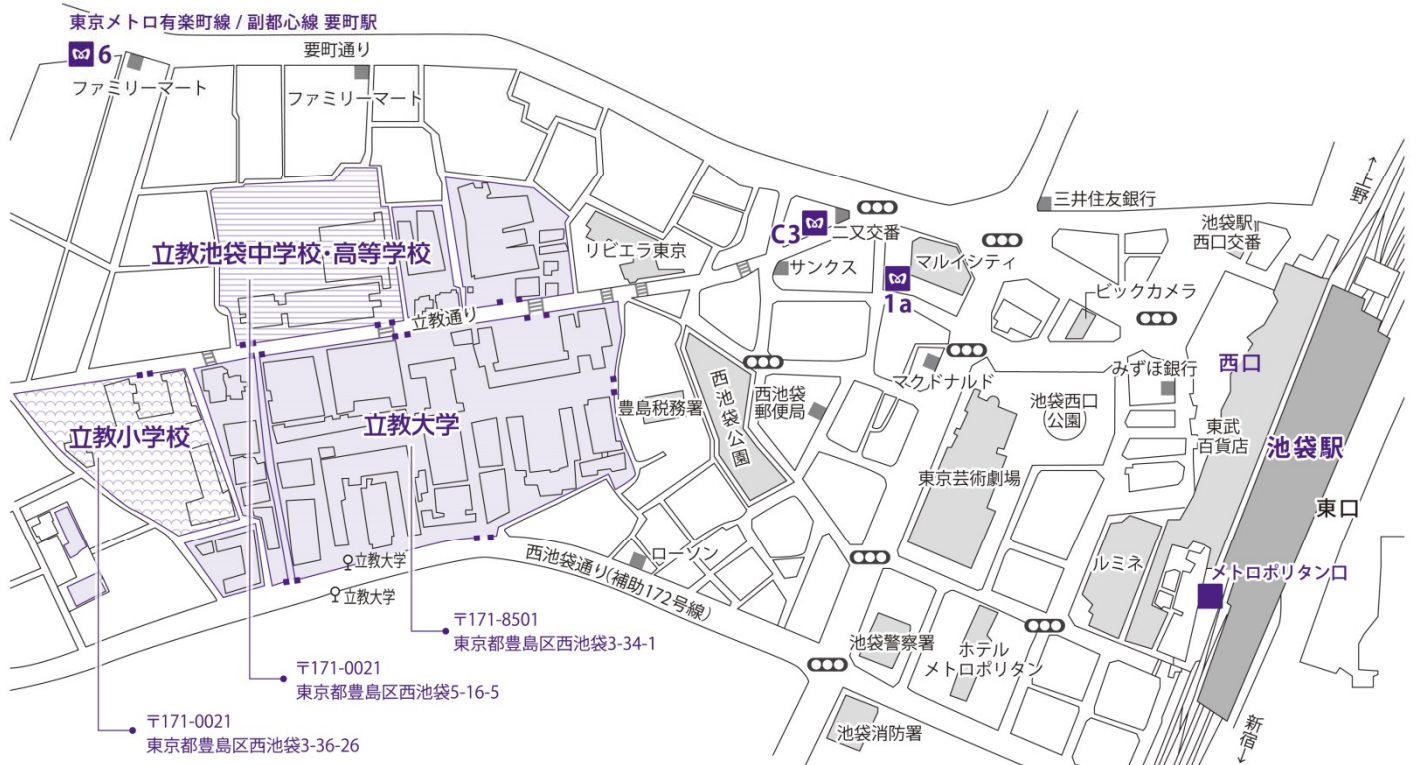 東京メトロ有楽町線 / 副都心線 要町駅
6
要町通り
ファミリーマート
ファミリーマート
↑上野
三井住友銀行
池袋駅
西口交番
C3
二又交番
立教池袋中学校・高等学校
リビエラ東京
サンクス
マルイシティ
1a
ビックカメラ
立教通り
西口
マクドナルド
みずほ銀行
西池袋公園
西池袋
郵便局
豊島税務署
池袋西口
公園
東武
百貨店
立教小学校
立教大学
池袋駅
東京芸術劇場
東口
立教大学
立教大学
ローソン
西池袋通り(補助172号線)
ルミネ
メトロポリタン口
〒171-8501
東京都豊島区西池袋3-34-1
池袋警察署
ホテル
メトロポリタン
〒171-0021
東京都豊島区西池袋5-16-5
〒171-0021
東京都豊島区西池袋3-36-26
池袋消防署
新宿→